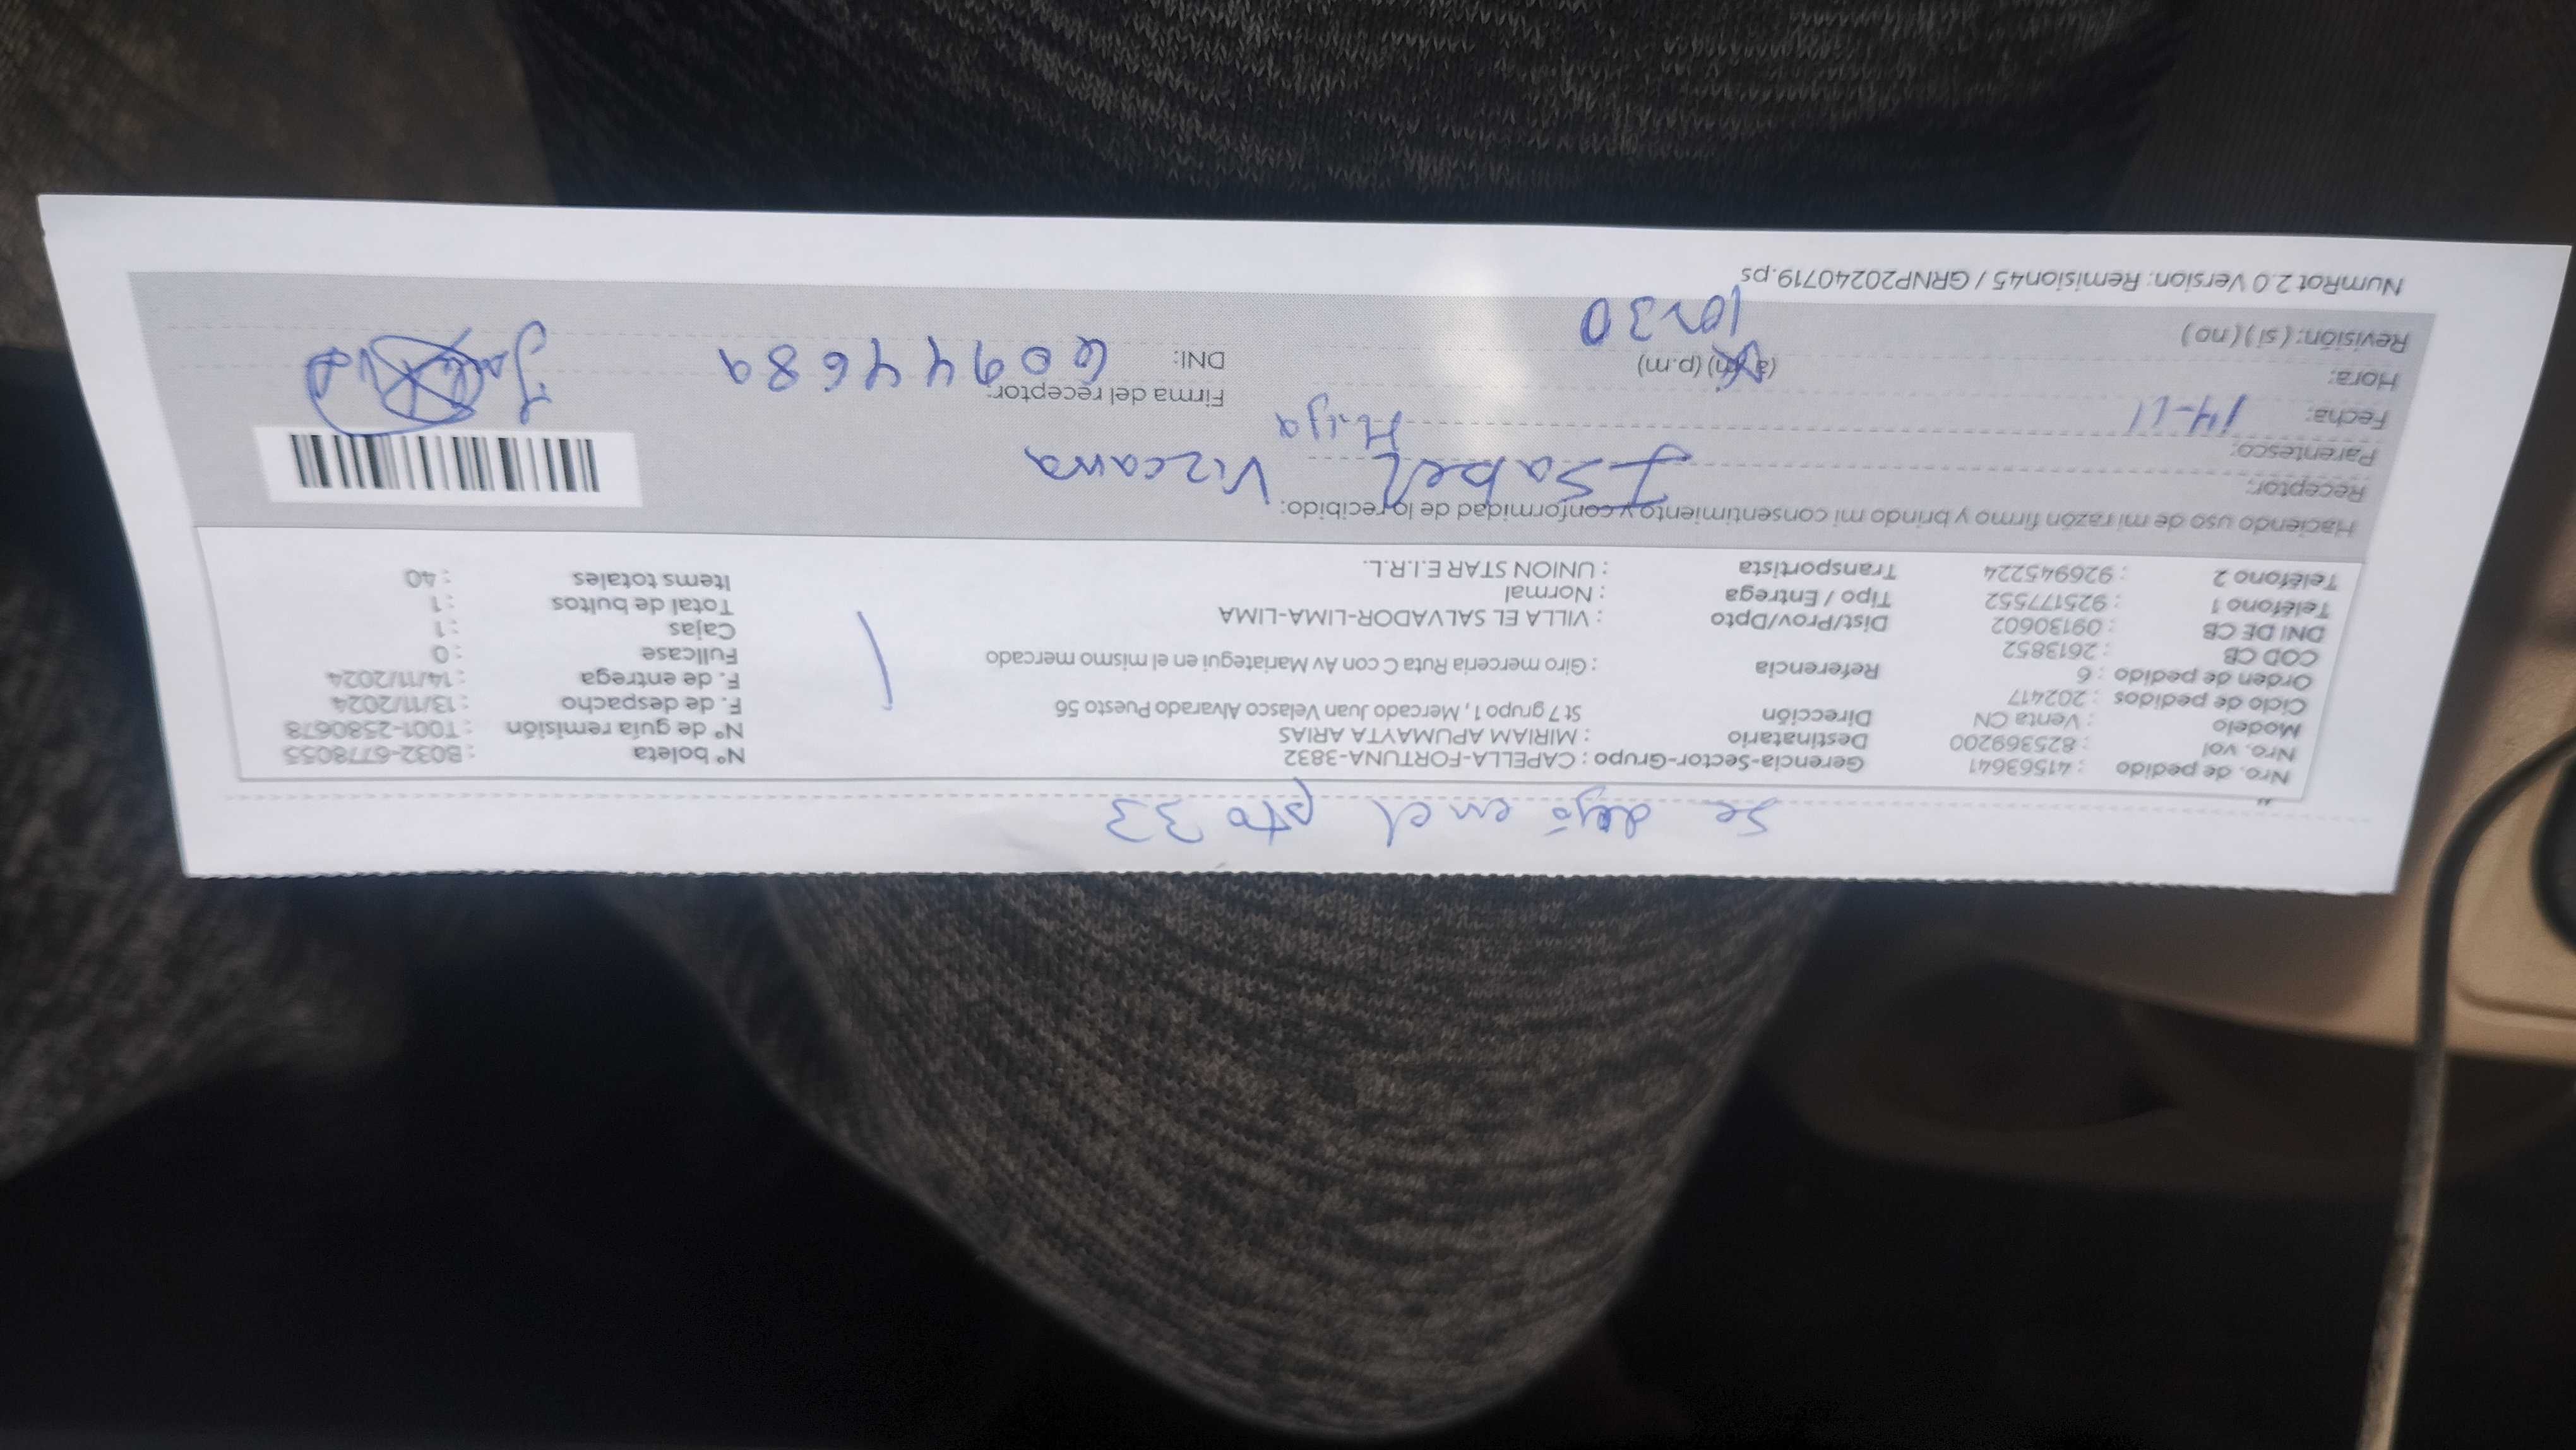 Se dejó en el pto 33
Nro. de pedido : 41563641 Gerencia-Sector-Grupo : CAPELLA-FORTUNA-3832 N° boleta : B032-6778055
Nro. vol : 825369200 Destinatario : MIRIAM APUMAYTA ARIAS N° de guía remisión : T001-2580678
Modelo : Venta CN Dirección St 7 grupo 1, Mercado Juan Velasco Alvarado Puesto 56 F. de despacho : 13/11/2024
Ciclo de pedidos : 202417 F. de entrega : 14/11/2024
Orden de pedido : 6 Referencia : Giro merceria Ruta C con Av Mariategui en el mismo mercado Fullcase : 0
COD CB : 2613852 Cajas : 1
DNI DE CB : 09130602 Dist/Prov/Dpto : VILLA EL SALVADOR-LIMA-LIMA Total de bultos : 1
Teléfono 1 : 925177552 Tipo / Entrega : Normal Items totales : 40
Teléfono 2 : 926945224 Transportista : UNION STAR E.I.R.L.
Haciendo uso de mi razón firmo y brindo mi consentimiento y conformidad de lo recibido:
Receptor: Isabel Vizcarra
Parentesco: Hija
Fecha: 14-11 Firma del receptor:
Hora: (a.m) (p.m) DNI: 60944689
Revisión: (si) (no) 10:30
NumRot 2.0 Version: Remision45 / GRNP20240719.ps